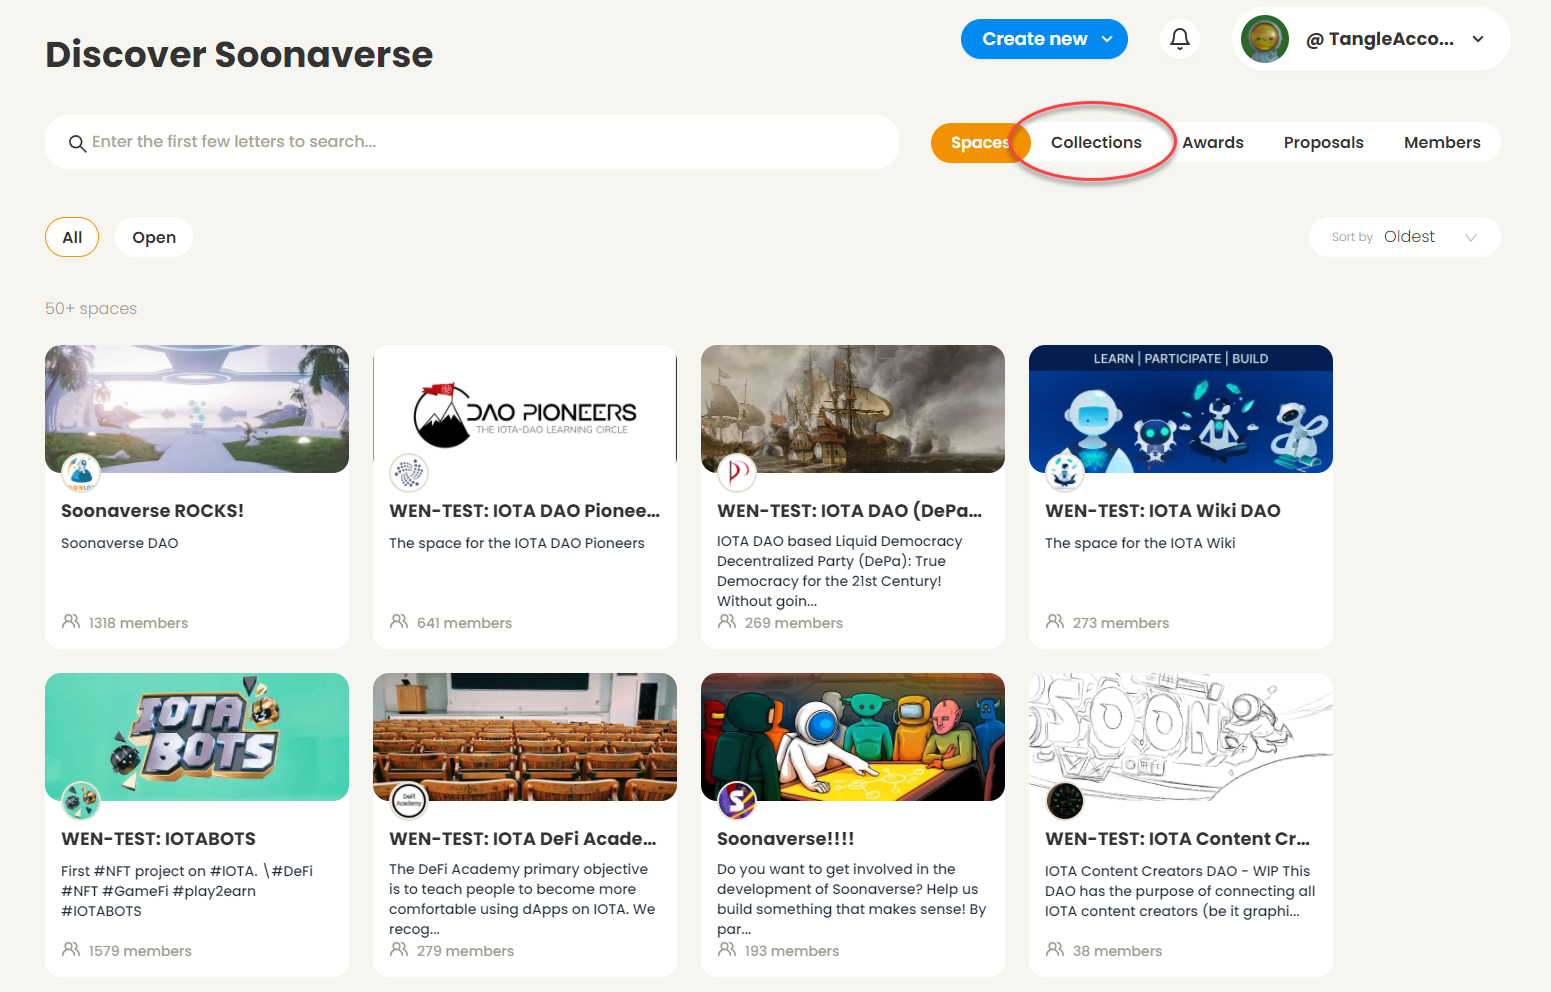 Discover Soonaverse
Create new
@ TangleAcco...
Enter the first few letters to search...
Spaces
Collections
Awards
Proposals
Members
All
Open
Sort by Oldest
50+ spaces
DAO PIONEERS
THE IOTA-DAO LEARNING CIRCLE
LEARN | PARTICIPATE | BUILD
Soonaverse ROCKS!
Soonaverse DAO
1318 members
WEN-TEST: IOTA DAO Pionee...
The space for the IOTA DAO Pioneers
641 members
WEN-TEST: IOTA DAO (DePa...
IOTA DAO based Liquid Democracy
Decentralized Party (DePa): True
Democracy for the 21st Century!
Without goin...
269 members
WEN-TEST: IOTA Wiki DAO
The space for the IOTA Wiki
273 members
IOTA
BOTS
WEN-TEST: IOTABOTS
First #NFT project on #IOTA. \#DeFi
#NFT #GameFi #play2earn
#IOTABOTS
1579 members
DeFi
Academy
WEN-TEST: IOTA DeFi Acade...
The DeFi Academy primary objective
is to teach people to become more
comfortable using dApps on IOTA. We
recog...
279 members
S
Soonaverse!!!!
Do you want to get involved in the
development of Soonaverse? Help us
build something that makes sense! By
par...
193 members
SOON
WEN-TEST: IOTA Content Cr...
IOTA Content Creators DAO - WIP This
DAO has the purpose of connecting all
IOTA content creators (be it graphi...
38 members